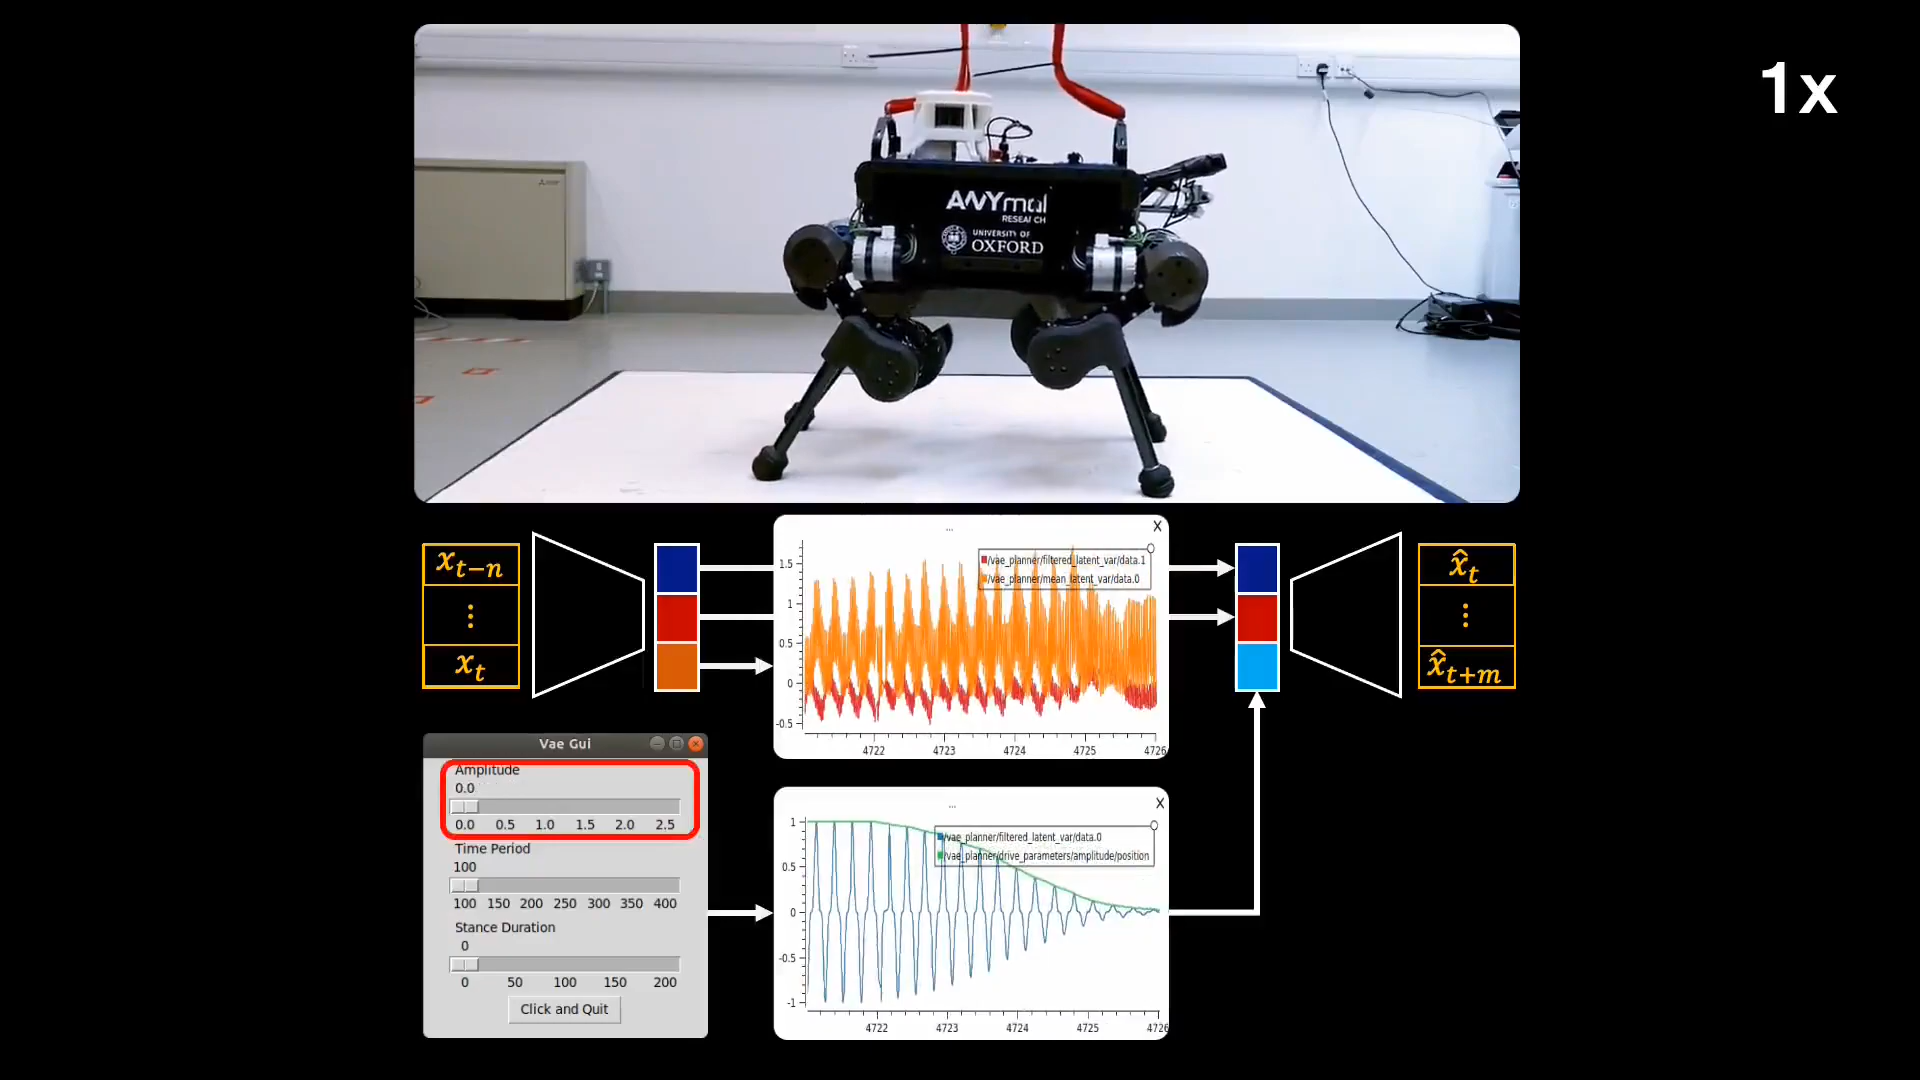 1x
ANYmal
RESEARCH
UNIVERSITY OF
OXFORD
x_{t-n}
⋮
x_t
...
X
/vae_planner/filtered_latent_var/data.1
/vae_planner/mean_latent_var/data.0
1.5
1
0.5
0
-0.5
4722 4723 4724 4725 4726
x̂_t
⋮
x̂_{t+m}
Vae Gui
Amplitude
0.0
0.0 0.5 1.0 1.5 2.0 2.5
Time Period
100
100 150 200 250 300 350 400
Stance Duration
0
0 50 100 150 200
Click and Quit
...
X
/vae_planner/filtered_latent_var/data.0
/vae_planner/drive_parameters/amplitude/position
1
0.5
0
-0.5
-1
4722 4723 4724 4725 4726